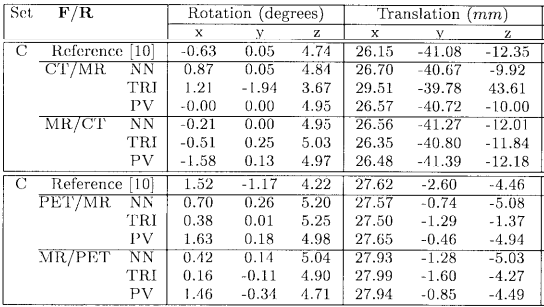 Set F/R Rotation (degrees) Translation (mm)
x y z x y z
C Reference [10] -0.63 0.05 4.74 26.15 -41.08 -12.35
CT/MR NN 0.87 0.05 4.84 26.70 -40.67 -9.92
TRI 1.21 -1.94 3.67 29.51 -39.78 43.61
PV -0.00 0.00 4.95 26.57 -40.72 -10.00
MR/CT NN -0.21 0.00 4.95 26.56 -41.27 -12.01
TRI -0.51 0.25 5.03 26.35 -40.80 -11.84
PV -1.58 0.13 4.97 26.48 -41.39 -12.18
C Reference [10] 1.52 -1.17 4.22 27.62 -2.60 -4.46
PET/MR NN 0.70 0.26 5.20 27.57 -0.74 -5.08
TRI 0.38 0.01 5.25 27.50 -1.29 -1.37
PV 1.63 0.18 4.98 27.65 -0.46 -4.94
MR/PET NN 0.42 0.14 5.04 27.93 -1.28 -5.03
TRI 0.16 -0.11 4.90 27.99 -1.60 -4.27
PV 1.46 -0.34 4.71 27.94 -0.85 -4.49